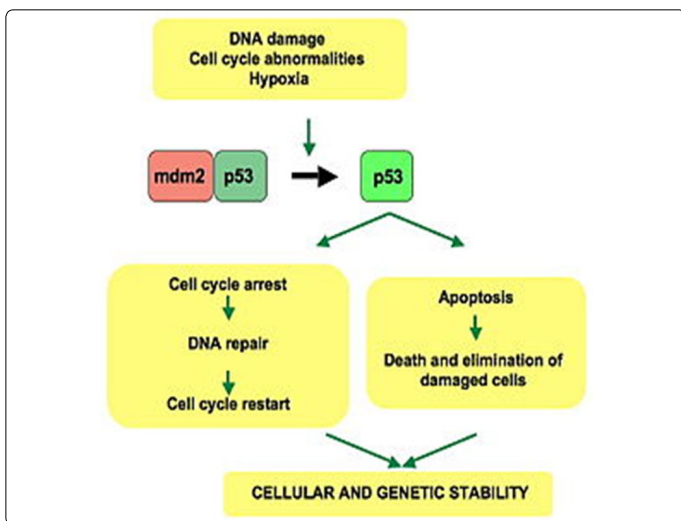 DNA damage
Cell cycle abnormalities
Hypoxia
mdm2 p53 p53
Cell cycle arrest
DNA repair
Cell cycle restart
Apoptosis
Death and elimination of
damaged cells
CELLULAR AND GENETIC STABILITY